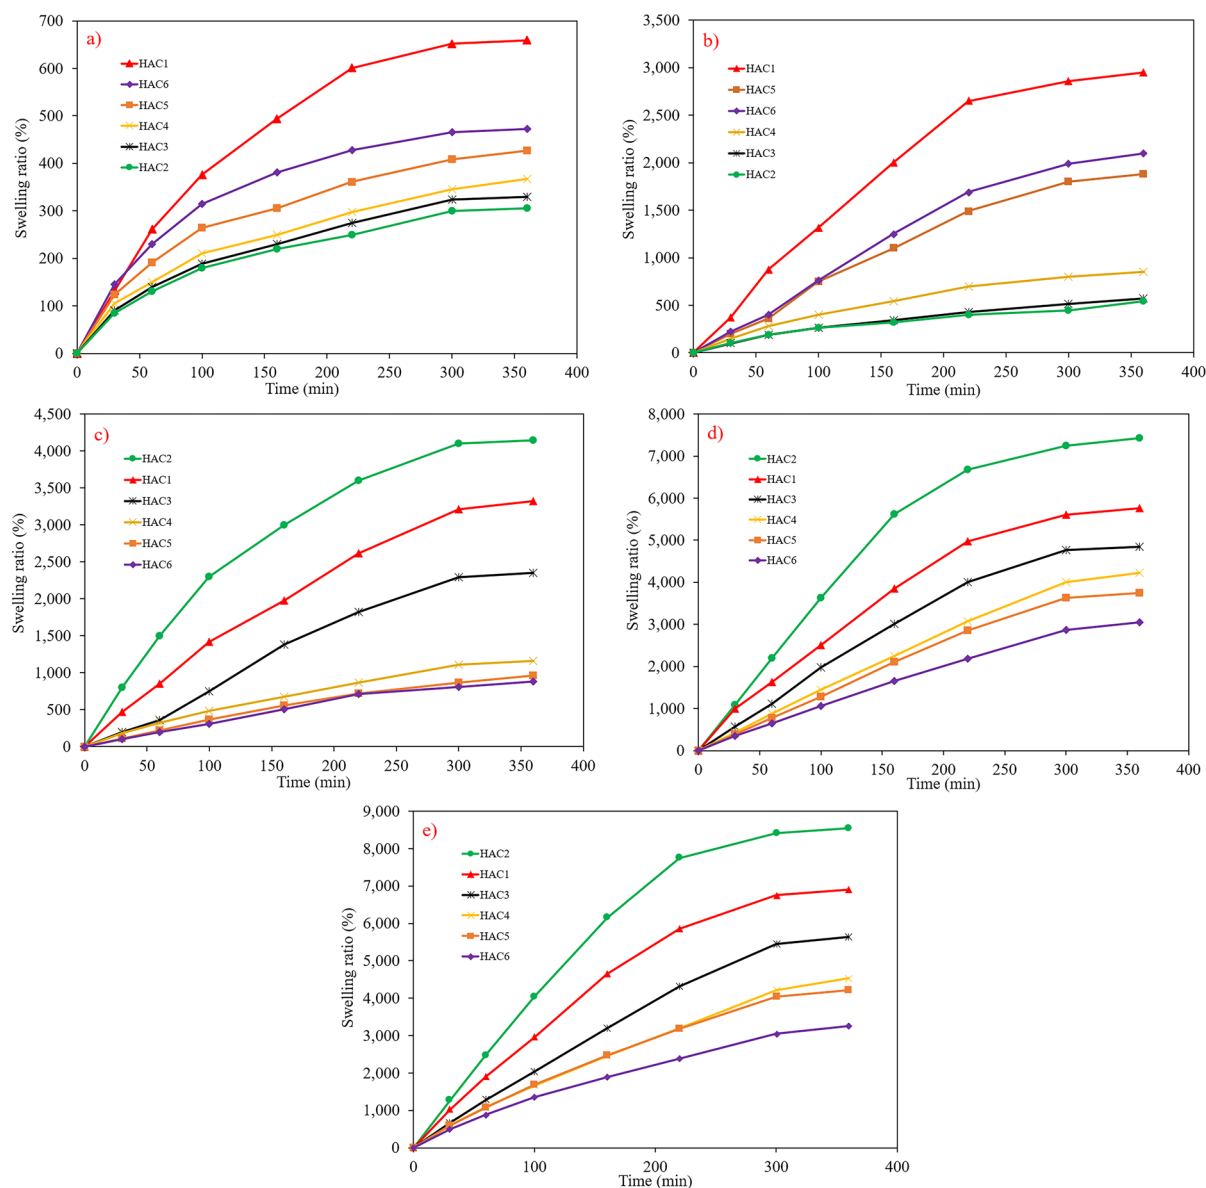 a)
Swelling ratio (%)
700
600
500
400
300
200
100
0
HAC1
HAC6
HAC5
HAC4
HAC3
HAC2
0 50 100 150 200 250 300 350 400
Time (min)
b)
Swelling ratio (%)
3,500
3,000
2,500
2,000
1,500
1,000
500
0
HAC1
HAC5
HAC6
HAC4
HAC3
HAC2
0 50 100 150 200 250 300 350 400
Time (min)
c)
Swelling ratio (%)
4,500
4,000
3,500
3,000
2,500
2,000
1,500
1,000
500
0
HAC2
HAC1
HAC3
HAC4
HAC5
HAC6
0 50 100 150 200 250 300 350 400
Time (min)
d)
Swelling ratio (%)
8,000
7,000
6,000
5,000
4,000
3,000
2,000
1,000
0
HAC2
HAC1
HAC3
HAC4
HAC5
HAC6
0 50 100 150 200 250 300 350 400
Time (min)
e)
Swelling ratio (%)
9,000
8,000
7,000
6,000
5,000
4,000
3,000
2,000
1,000
0
HAC2
HAC1
HAC3
HAC4
HAC5
HAC6
0 100 200 300 400
Time (min)